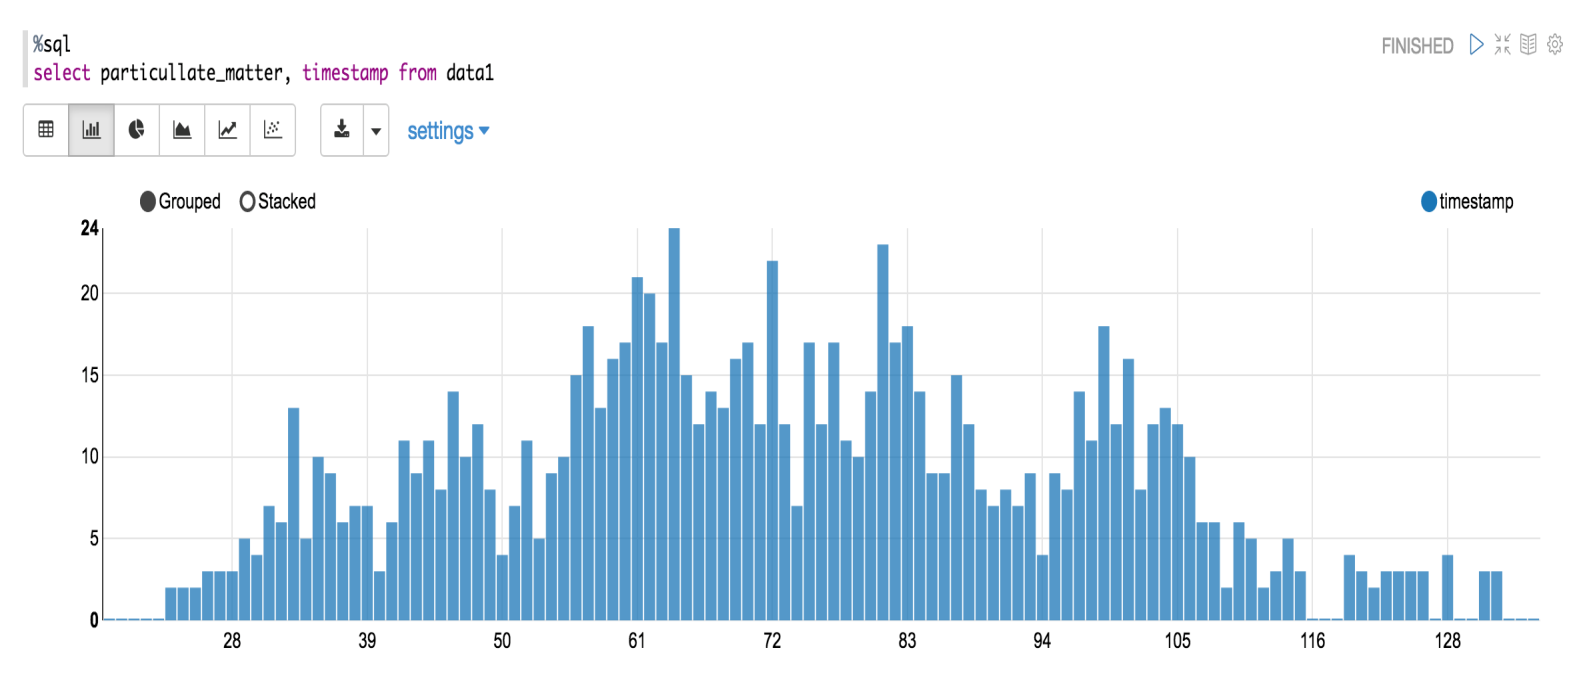 %sql
FINISHED
select particullate_matter, timestamp from data1
settings
Grouped Stacked timestamp
24
20
15
10
5
0
28 39 50 61 72 83 94 105 116 128